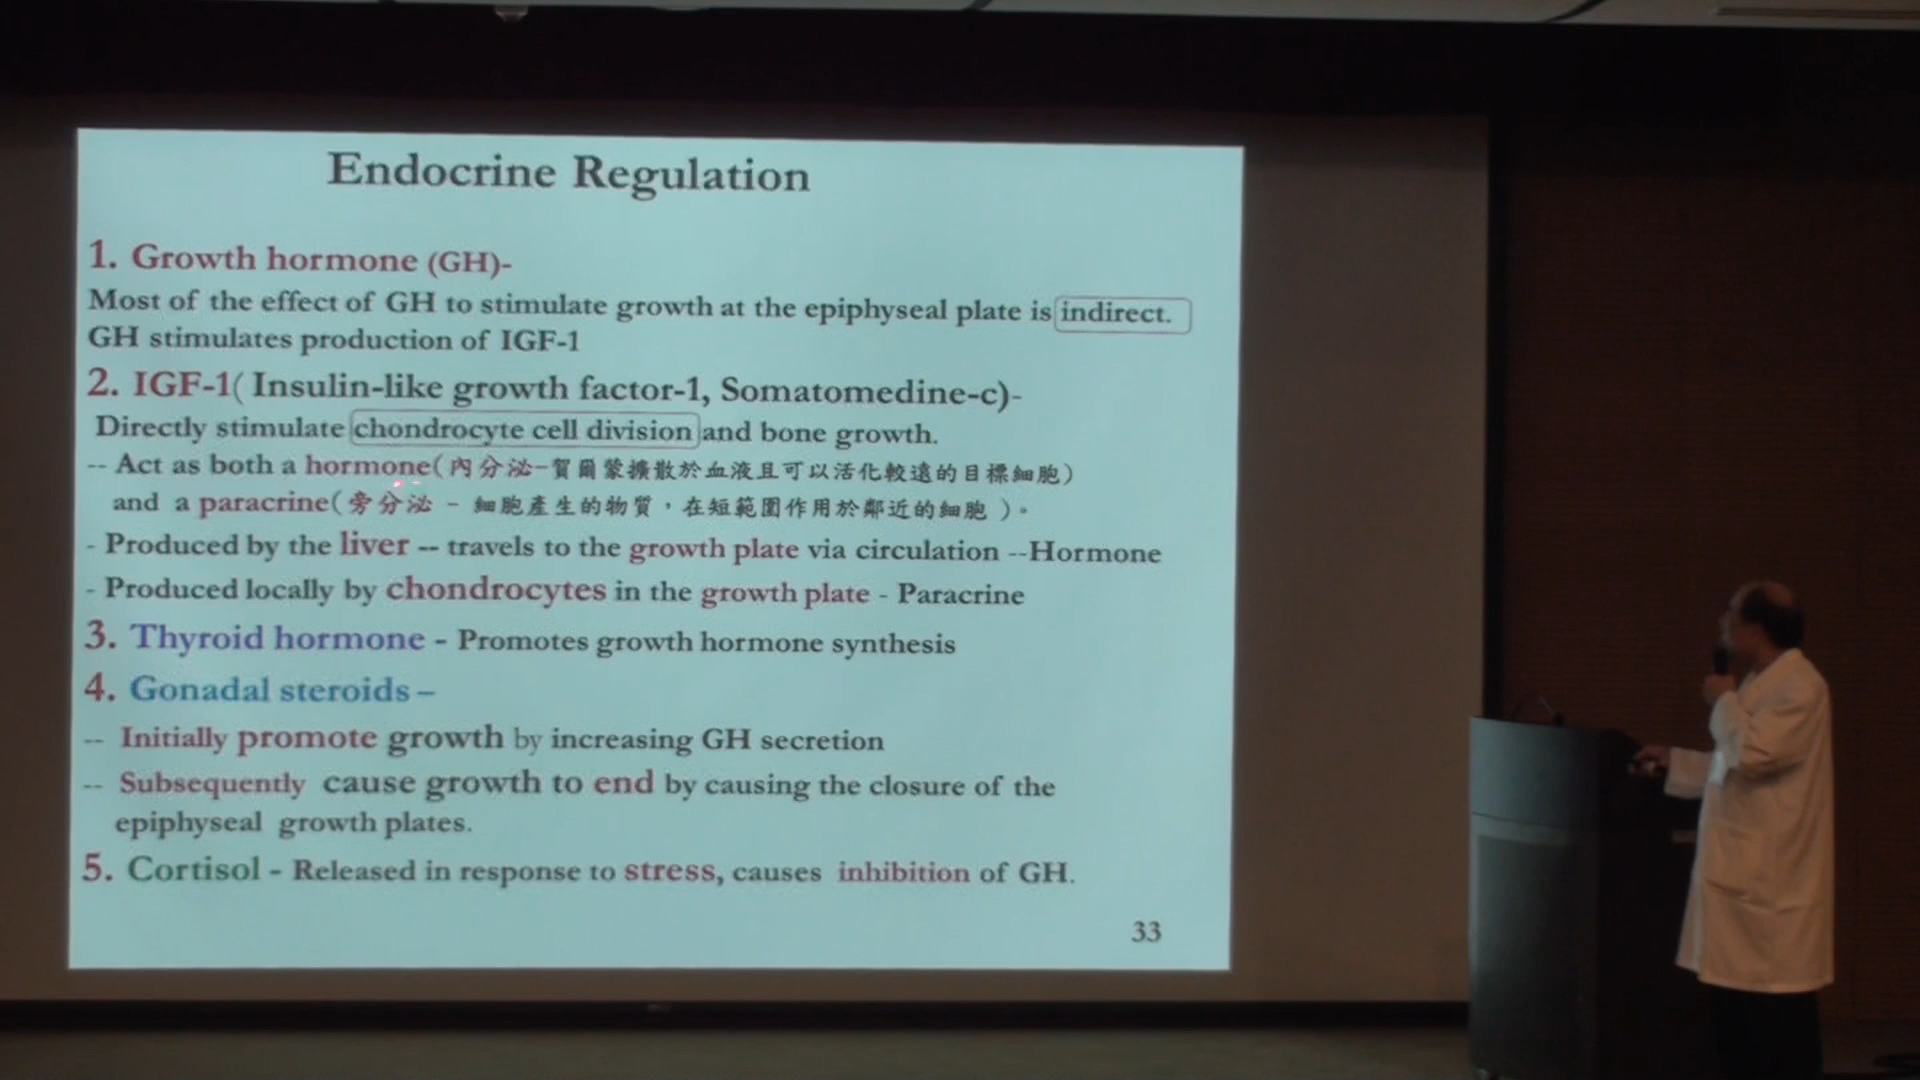 Endocrine Regulation
1. Growth hormone (GH)-
Most of the effect of GH to stimulate growth at the epiphyseal plate is indirect.
GH stimulates production of IGF-1
2. IGF-1( Insulin-like growth factor-1, Somatomedine-c)-
Directly stimulate chondrocyte cell division and bone growth.
-- Act as both a hormone(內分泌-賀爾蒙擴散於血液且可以活化較遠的目標細胞)
and a paracrine(旁分泌 - 細胞產生的物質，在短範圍作用於鄰近的細胞 )。
- Produced by the liver -- travels to the growth plate via circulation --Hormone
- Produced locally by chondrocytes in the growth plate - Paracrine
3. Thyroid hormone - Promotes growth hormone synthesis
4. Gonadal steroids –
-- Initially promote growth by increasing GH secretion
-- Subsequently cause growth to end by causing the closure of the
epiphyseal growth plates.
5. Cortisol - Released in response to stress, causes inhibition of GH.
33